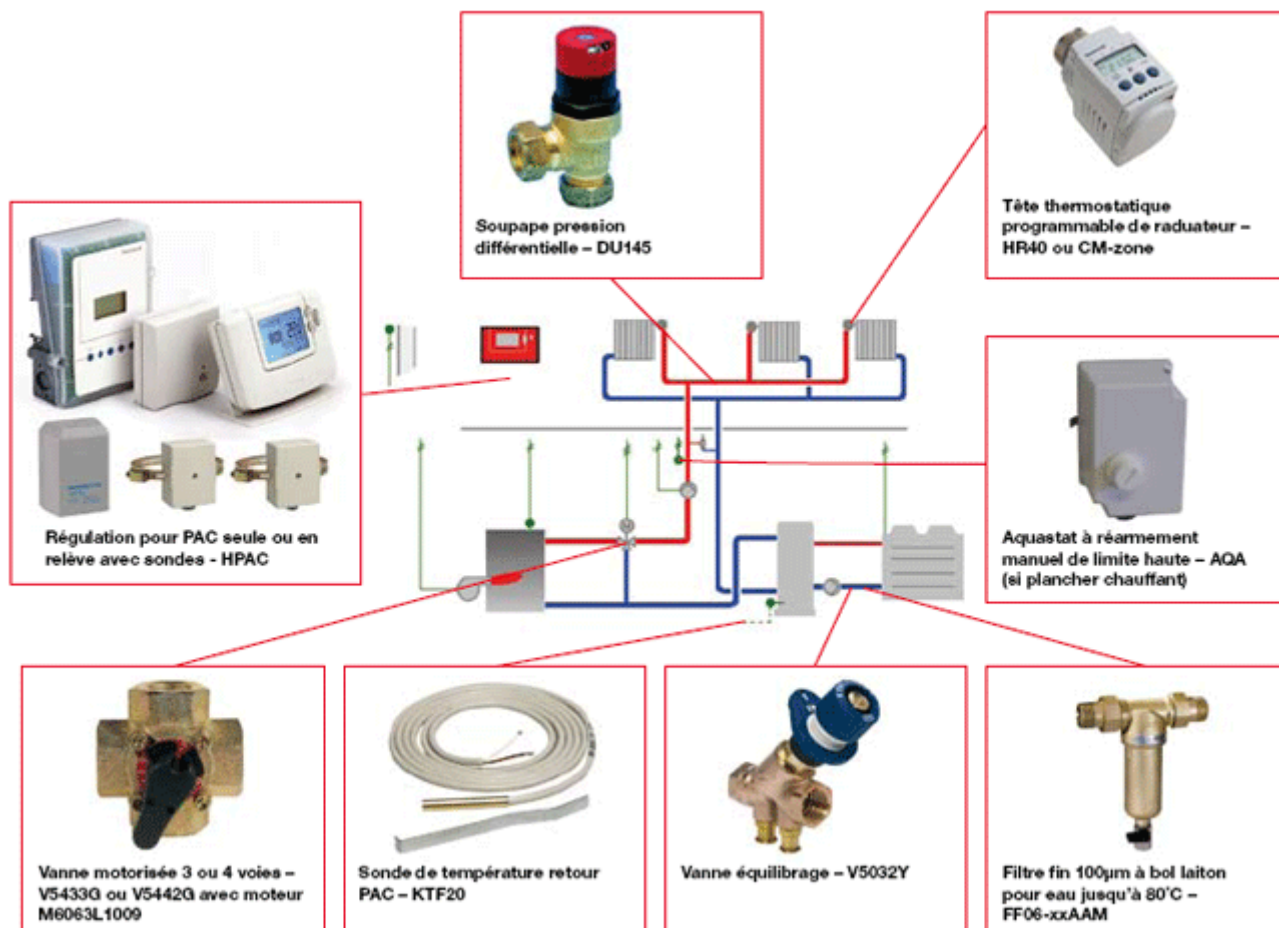 Soupape pression
différentielle – DU145
Tête thermostatique
programmable de raduateur –
HR40 ou CM-zone
Régulation pour PAC seule ou en
relève avec sondes - HPAC
Aquastat à réarmement
manuel de limite haute – AQA
(si plancher chauffant)
Vanne motorisée 3 ou 4 voies –
V5433G ou V5442G avec moteur
M6063L1009
Sonde de température retour
PAC – KTF20
Vanne équilibrage – V5032Y
Filtre fin 100µm à bol laiton
pour eau jusqu'à 80°C –
FF06-xxAAM